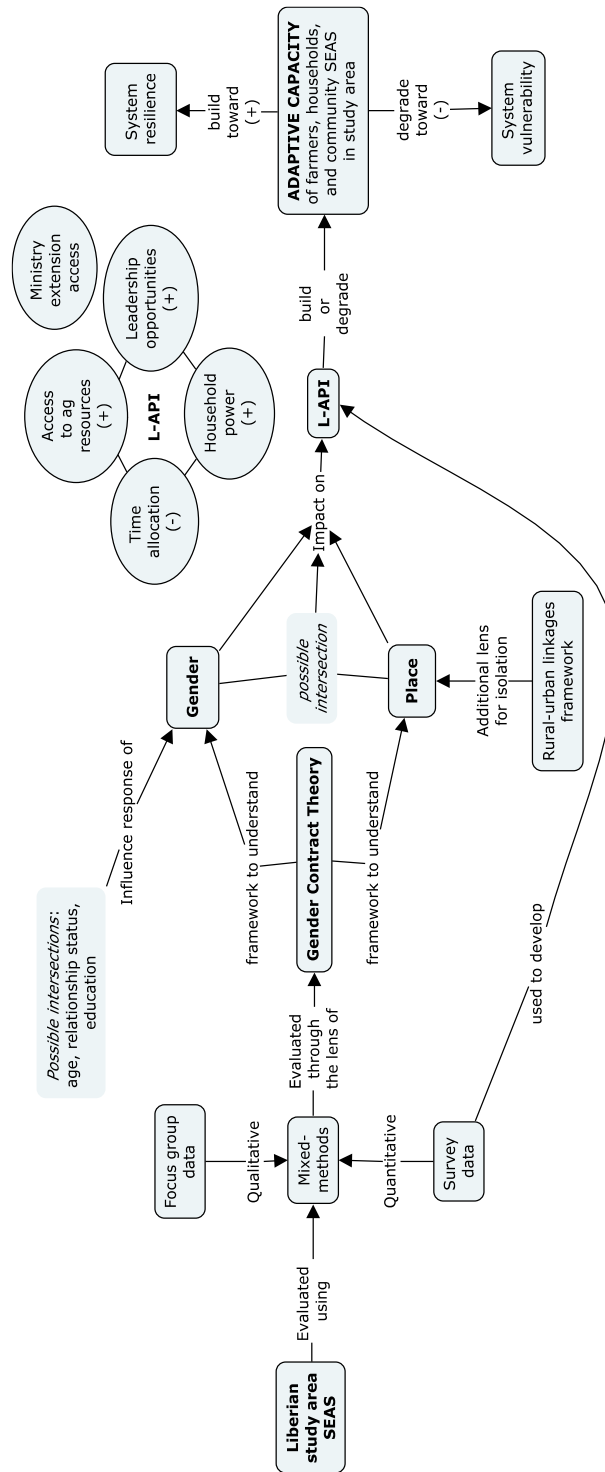 Liberian
study area
SEAS
Evaluated
using
Focus group
data
Qualitative
Mixed-
methods
Quantitative
Survey
data
Evaluated
through
the lens of
Possible intersections:
age, relationship status,
education
Influence response of
framework to understand
Gender Contract Theory
framework to understand
used to develop
Gender
possible
intersection
Place
Additional lens
for isolation
Rural-urban linkages
framework
Impact on
Time
allocation
(-)
Access
to ag
resources
(+)
L-API
Household
power
(+)
Leadership
opportunities
(+)
Ministry
extension
access
L-API
build
or
degrade
System
resilience
build
toward
(+)
ADAPTIVE CAPACITY
of farmers, households,
and community SEAS
in study area
degrade
toward
(-)
System
vulnerability